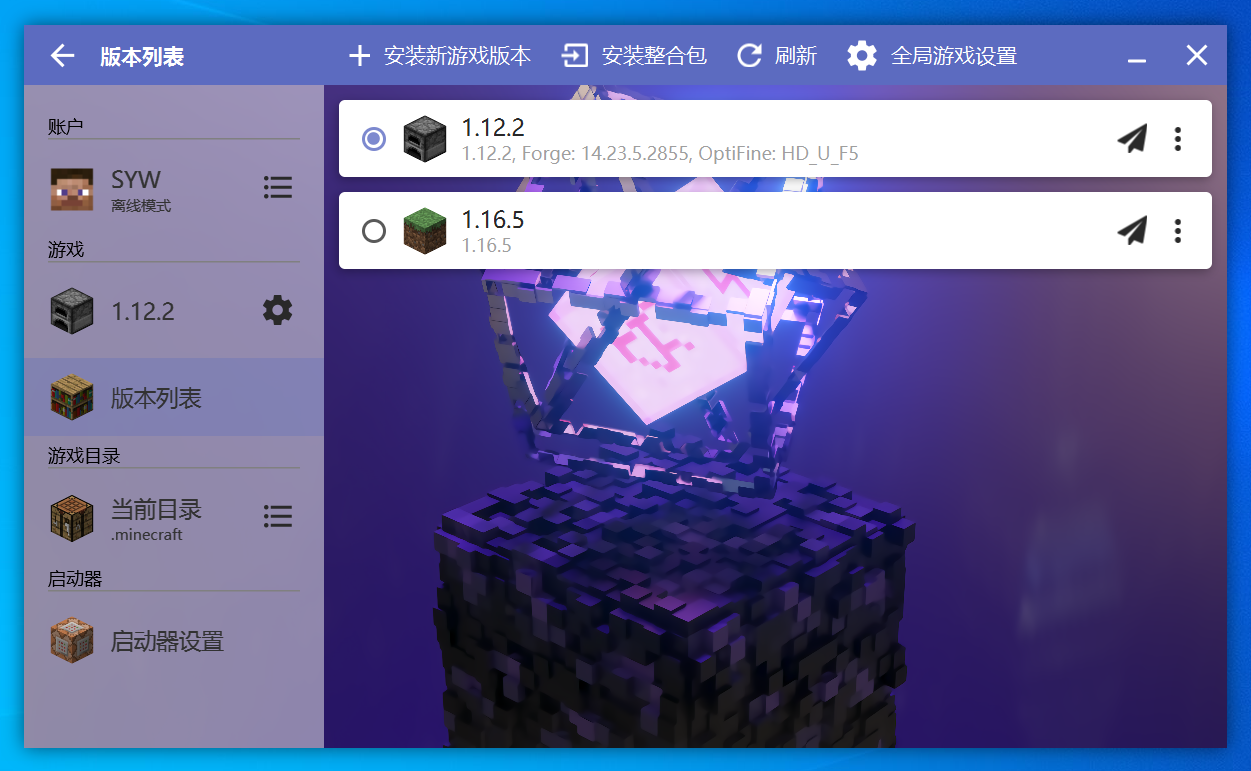 版本列表
安装新游戏版本
安装整合包
刷新
全局游戏设置
账户
SYW
离线模式
游戏
1.12.2
版本列表
游戏目录
当前目录
.minecraft
启动器
启动器设置
1.12.2
1.12.2, Forge: 14.23.5.2855, OptiFine: HD_U_F5
1.16.5
1.16.5